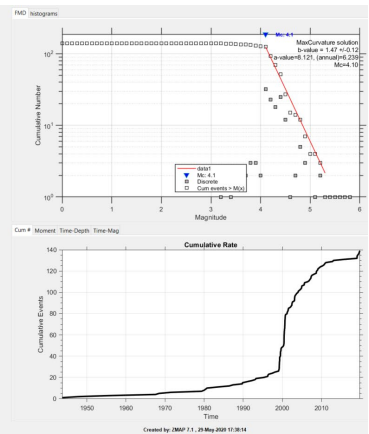 FMD histograms
Mc: 4.1
MaxCurvature solution
b-value = 1.47 +/-0.12
a-value=8.121, (annual)=6.239
Mc=4.10
Cumulative Number
10²
10¹
10⁰
data1
Mc: 4.1
Discrete
Cum events > M(x)
0 1 2 3 4 5 6
Magnitude
Cum # Moment Time-Depth Time-Mag
Cumulative Rate
Cumulative Events
140
120
100
80
60
40
20
0
1950 1960 1970 1980 1990 2000 2010
Time
Created by: ZMAP 7.1 , 29-May-2020 17:30:14